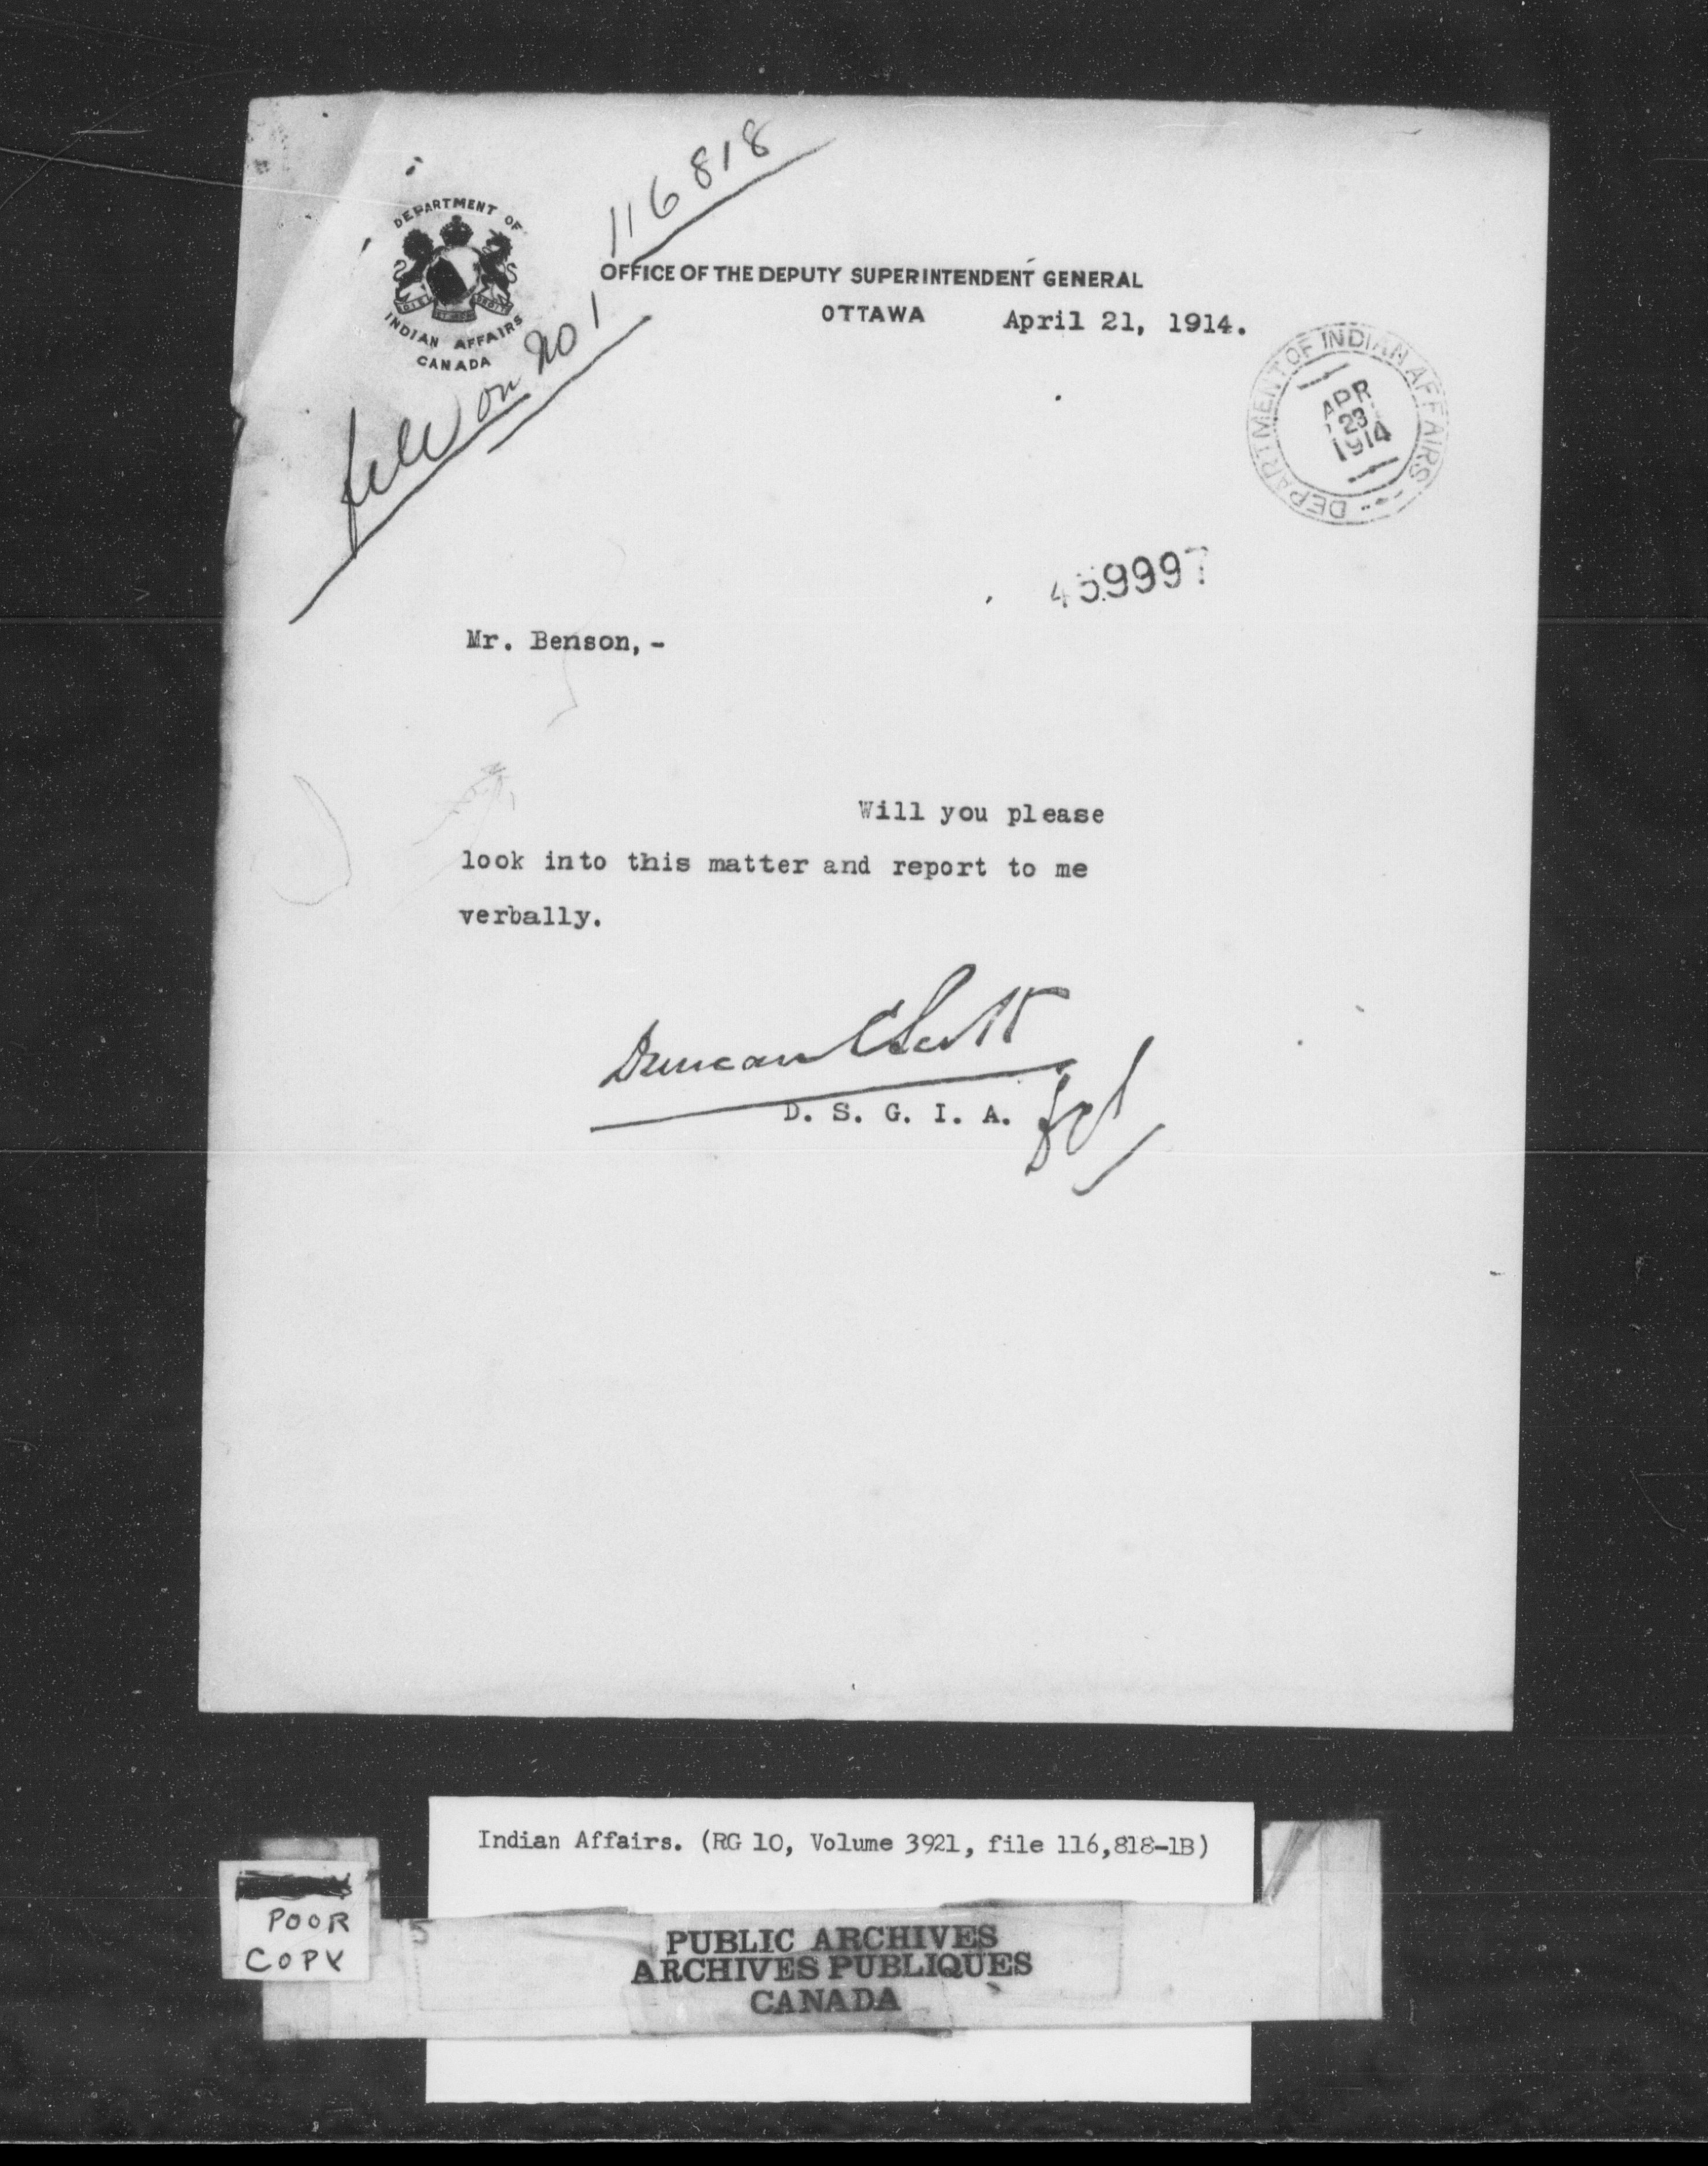 116818
DEPARTMENT OF
INDIAN AFFAIRS
CANADA
OFFICE OF THE DEPUTY SUPERINTENDENT GENERAL
OTTAWA April 21, 1914.
on 201
DEPARTMENT OF INDIAN AFFAIRS
APR
23
1914
459997
Mr. Benson,-
Will you please
look into this matter and report to me
verbally.
Duncan C Scott
D. S. G. I. A.
Indian Affairs. (RG 10, Volume 3921, file 116,818-1B)
POOR
COPY
5
PUBLIC ARCHIVES
ARCHIVES PUBLIQUES
CANADA